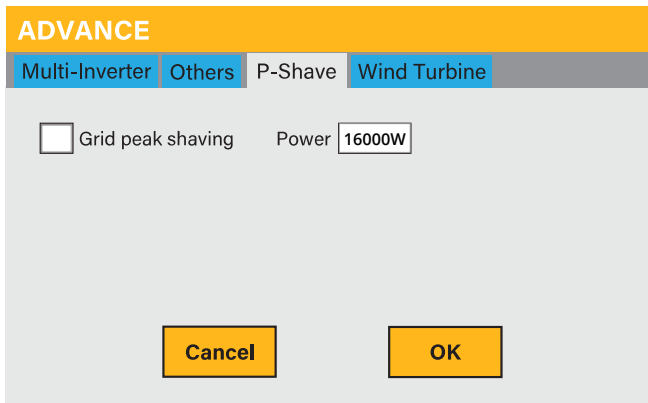 ADVANCE
Multi-Inverter Others P-Shave Wind Turbine
Grid peak shaving Power 16000W
Cancel OK